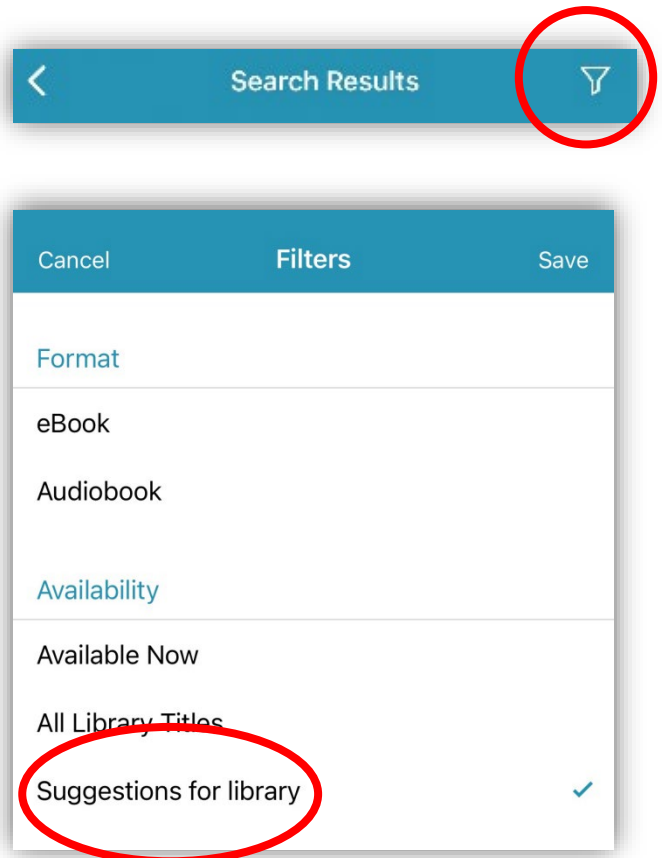 Search Results
Cancel Filters Save
Format
eBook
Audiobook
Availability
Available Now
All Library Titles
Suggestions for library